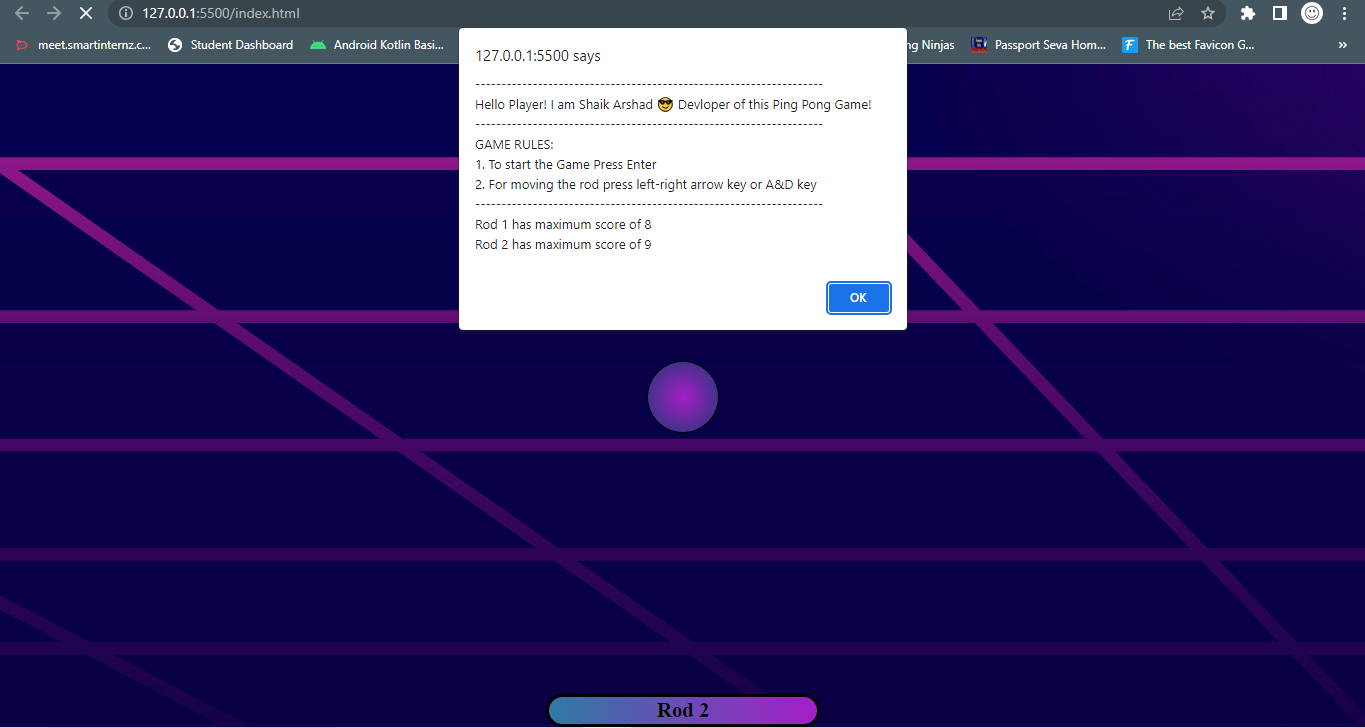 127.0.0.1:5500/index.html
meet.smartinternz.c... Student Dashboard Android Kotlin Basi... ng Ninjas Passport Seva Hom... The best Favicon G... »
127.0.0.1:5500 says
-------------------------------------------------------------------
Hello Player! I am Shaik Arshad 😎 Devloper of this Ping Pong Game!
-------------------------------------------------------------------
GAME RULES:
1. To start the Game Press Enter
2. For moving the rod press left-right arrow key or A&D key
-------------------------------------------------------------------
Rod 1 has maximum score of 8
Rod 2 has maximum score of 9
OK
Rod 2